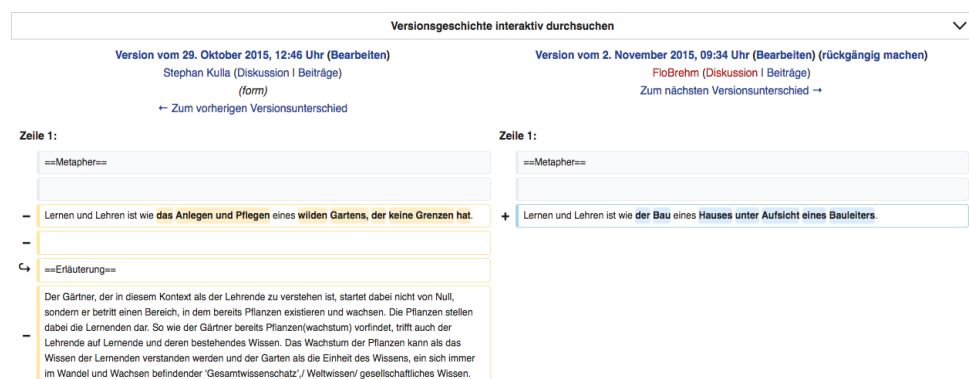 Versionsgeschichte interaktiv durchsuchen
Version vom 29. Oktober 2015, 12:46 Uhr (Bearbeiten)
Stephan Kulla (Diskussion | Beiträge)
(form)
← Zum vorherigen Versionsunterschied
Version vom 2. November 2015, 09:34 Uhr (Bearbeiten) (rückgängig machen)
FloBrehm (Diskussion | Beiträge)
Zum nächsten Versionsunterschied →
Zeile 1:
Zeile 1:
==Metapher==
==Metapher==
− Lernen und Lehren ist wie das Anlegen und Pflegen eines wilden Gartens, der keine Grenzen hat.
+ Lernen und Lehren ist wie der Bau eines Hauses unter Aufsicht eines Bauleiters.
−
==Erläuterung==
Der Gärtner, der in diesem Kontext als der Lehrende zu verstehen ist, startet dabei nicht von Null,
sondern er betritt einen Bereich, in dem bereits Pflanzen existieren und wachsen. Die Pflanzen stellen
dabei die Lernenden dar. So wie der Gärtner bereits Pflanzen(wachstum) vorfindet, trifft auch der
− Lehrende auf Lernende und deren bestehendes Wissen. Das Wachstum der Pflanzen kann als das
Wissen der Lernenden verstanden werden und der Garten als die Einheit des Wissens, ein sich immer
im Wandel und Wachsen befindender 'Gesamtwissenschatz',/ Weltwissen/ gesellschaftliches Wissen.